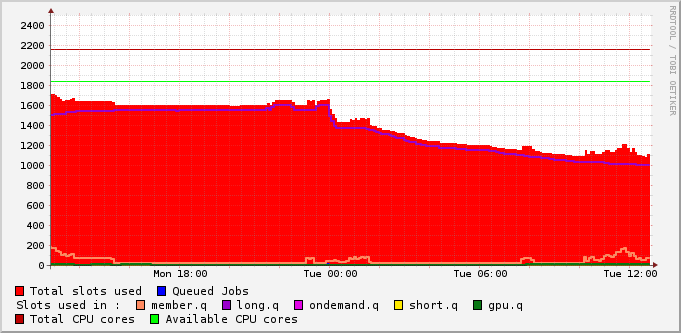 2400
2200
2000
1800
1600
1400
1200
1000
800
600
400
200
0
Mon 18:00 Tue 00:00 Tue 06:00 Tue 12:00
Total slots used Queued Jobs
Slots used in : member.q long.q ondemand.q short.q gpu.q
Total CPU cores Available CPU cores
RRDTOOL / TOBI OETIKER